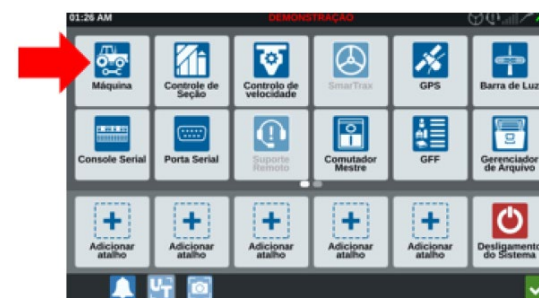 01:26 AM DEMONSTRAÇÃO
Máquina
Controle de
Seção
Controlo de
velocidade
SmarTrax
GPS
Barra de Luz
Console Serial
Porta Serial
Suporte
Remoto
Comutador
Mestre
GFF
Gerenciador
de Arquivo
Adicionar
atalho
Adicionar
atalho
Adicionar
atalho
Adicionar
atalho
Adicionar
atalho
Desligamento
do Sistema
UT